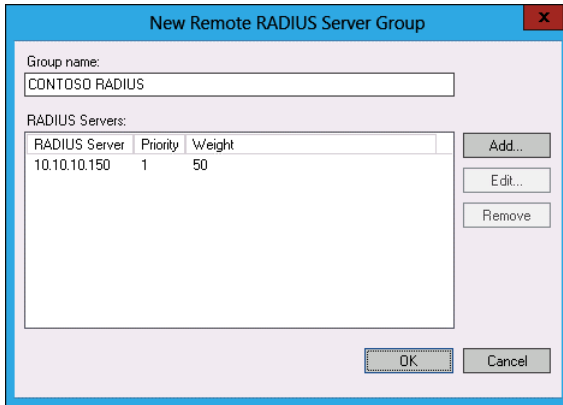 New Remote RADIUS Server Group
x
Group name:
CONTOSO RADIUS
RADIUS Servers:
RADIUS Server Priority Weight
10.10.10.150 1 50
Add...
Edit...
Remove
OK Cancel